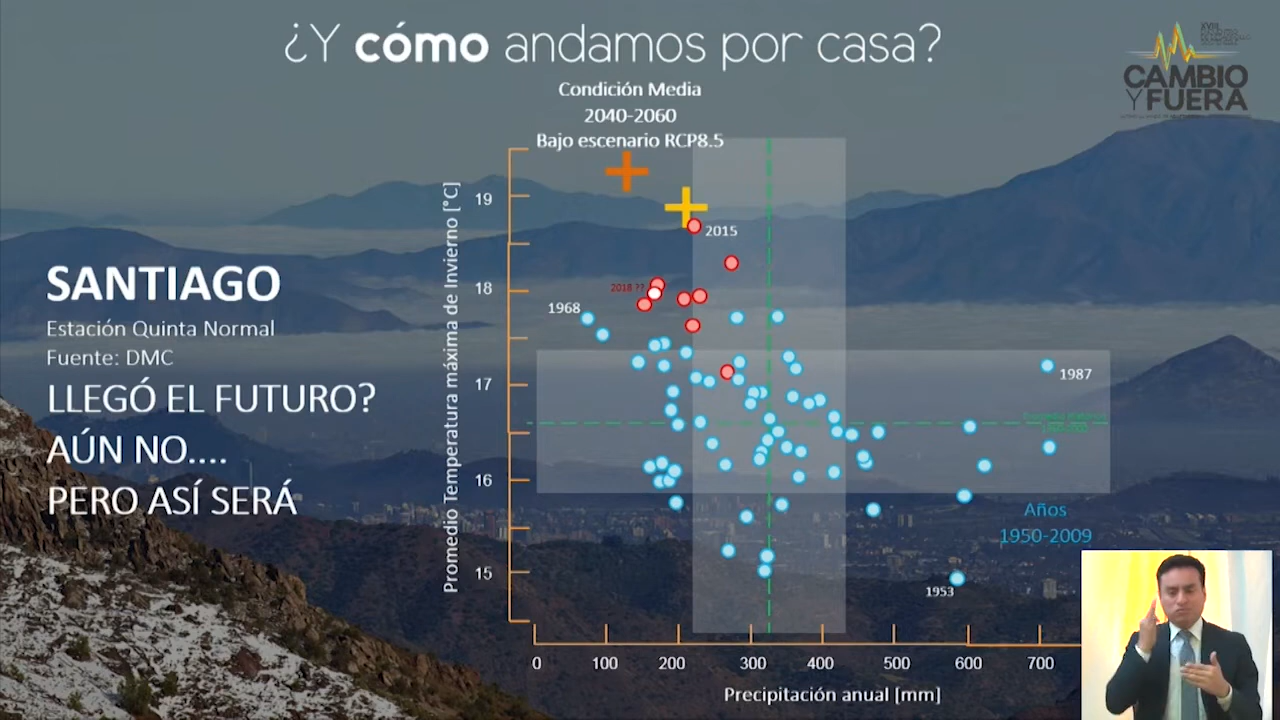 ¿Y cómo andamos por casa?
CAMBIO
Y FUERA
Condición Media
2040-2060
Bajo escenario RCP8.5
SANTIAGO
Estación Quinta Normal
Fuente: DMC
LLEGÓ EL FUTURO?
AÚN NO....
PERO ASÍ SERÁ
Promedio Temperatura máxima de Invierno [°C]
19
18
17
16
15
2015
2018 ??
1968
1987
Promedio Histórico
Años
1950-2009
1953
0 100 200 300 400 500 600 700
Precipitación anual [mm]